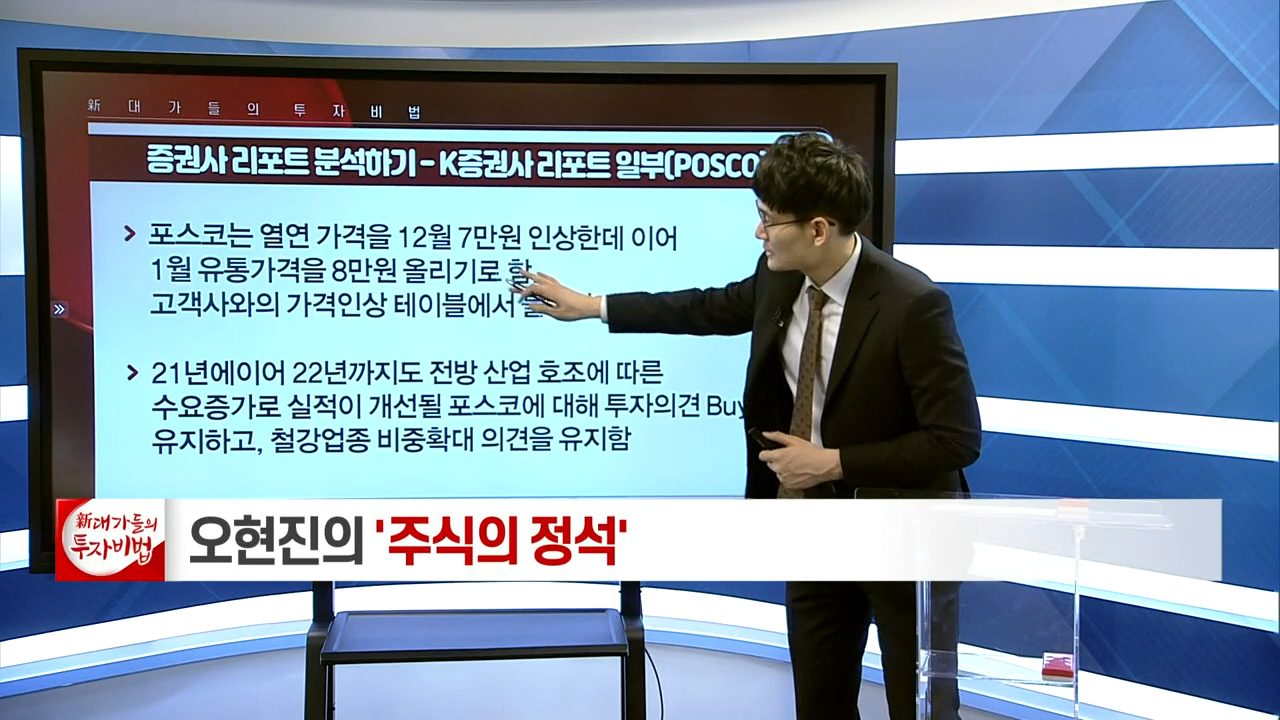 新 대 가 들 의 투 자 비 법
증권사 리포트 분석하기 – K증권사 리포트 일부(POSCO)
포스코는 열연 가격을 12월 7만원 인상한데 이어
1월 유통가격을 8만원 올리기로 함
고객사와의 가격인상 테이블에서
21년에이어 22년까지도 전방 산업 호조에 따른
수요증가로 실적이 개선될 포스코에 대해 투자의견 Buy
유지하고, 철강업종 비중확대 의견을 유지함
新대가들의
투자비법
오현진의 '주식의 정석'